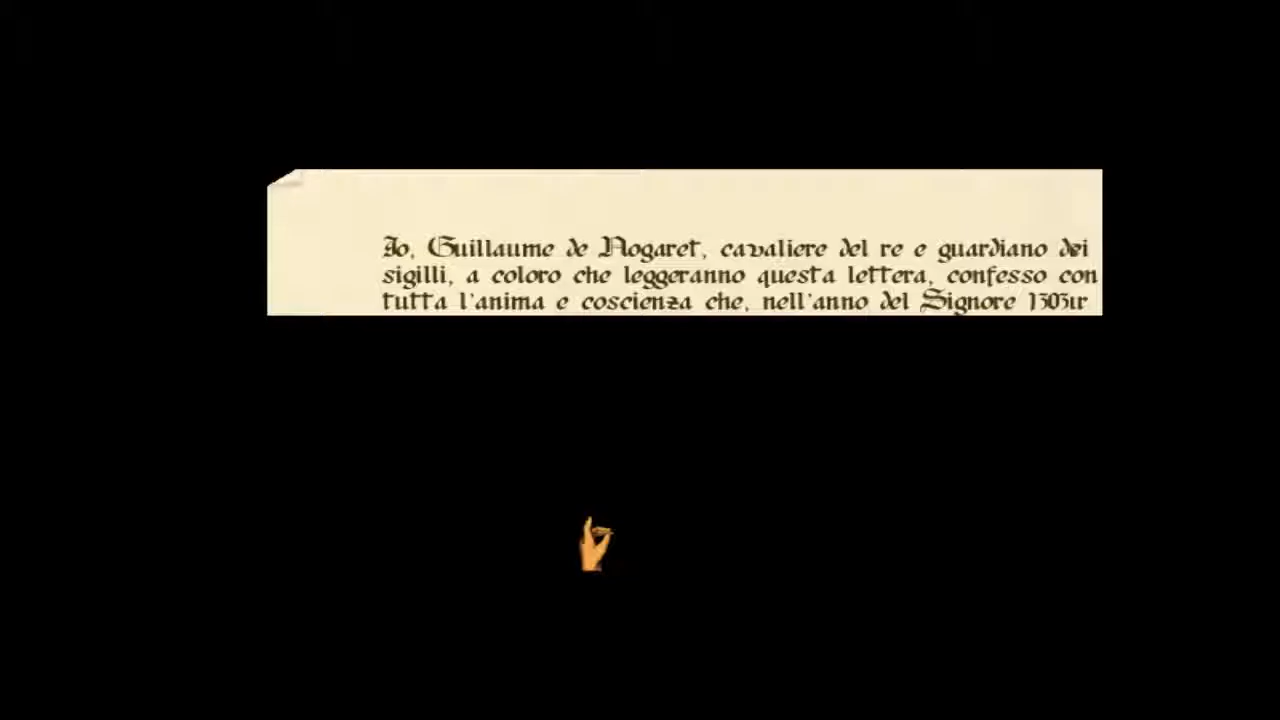 Io, Guillaume de Nogaret, cavaliere del re e guardiano dei
sigilli, a coloro che leggeranno questa lettera, confesso con
tutta l'anima e coscienza che, nell'anno del Signore 1303ir